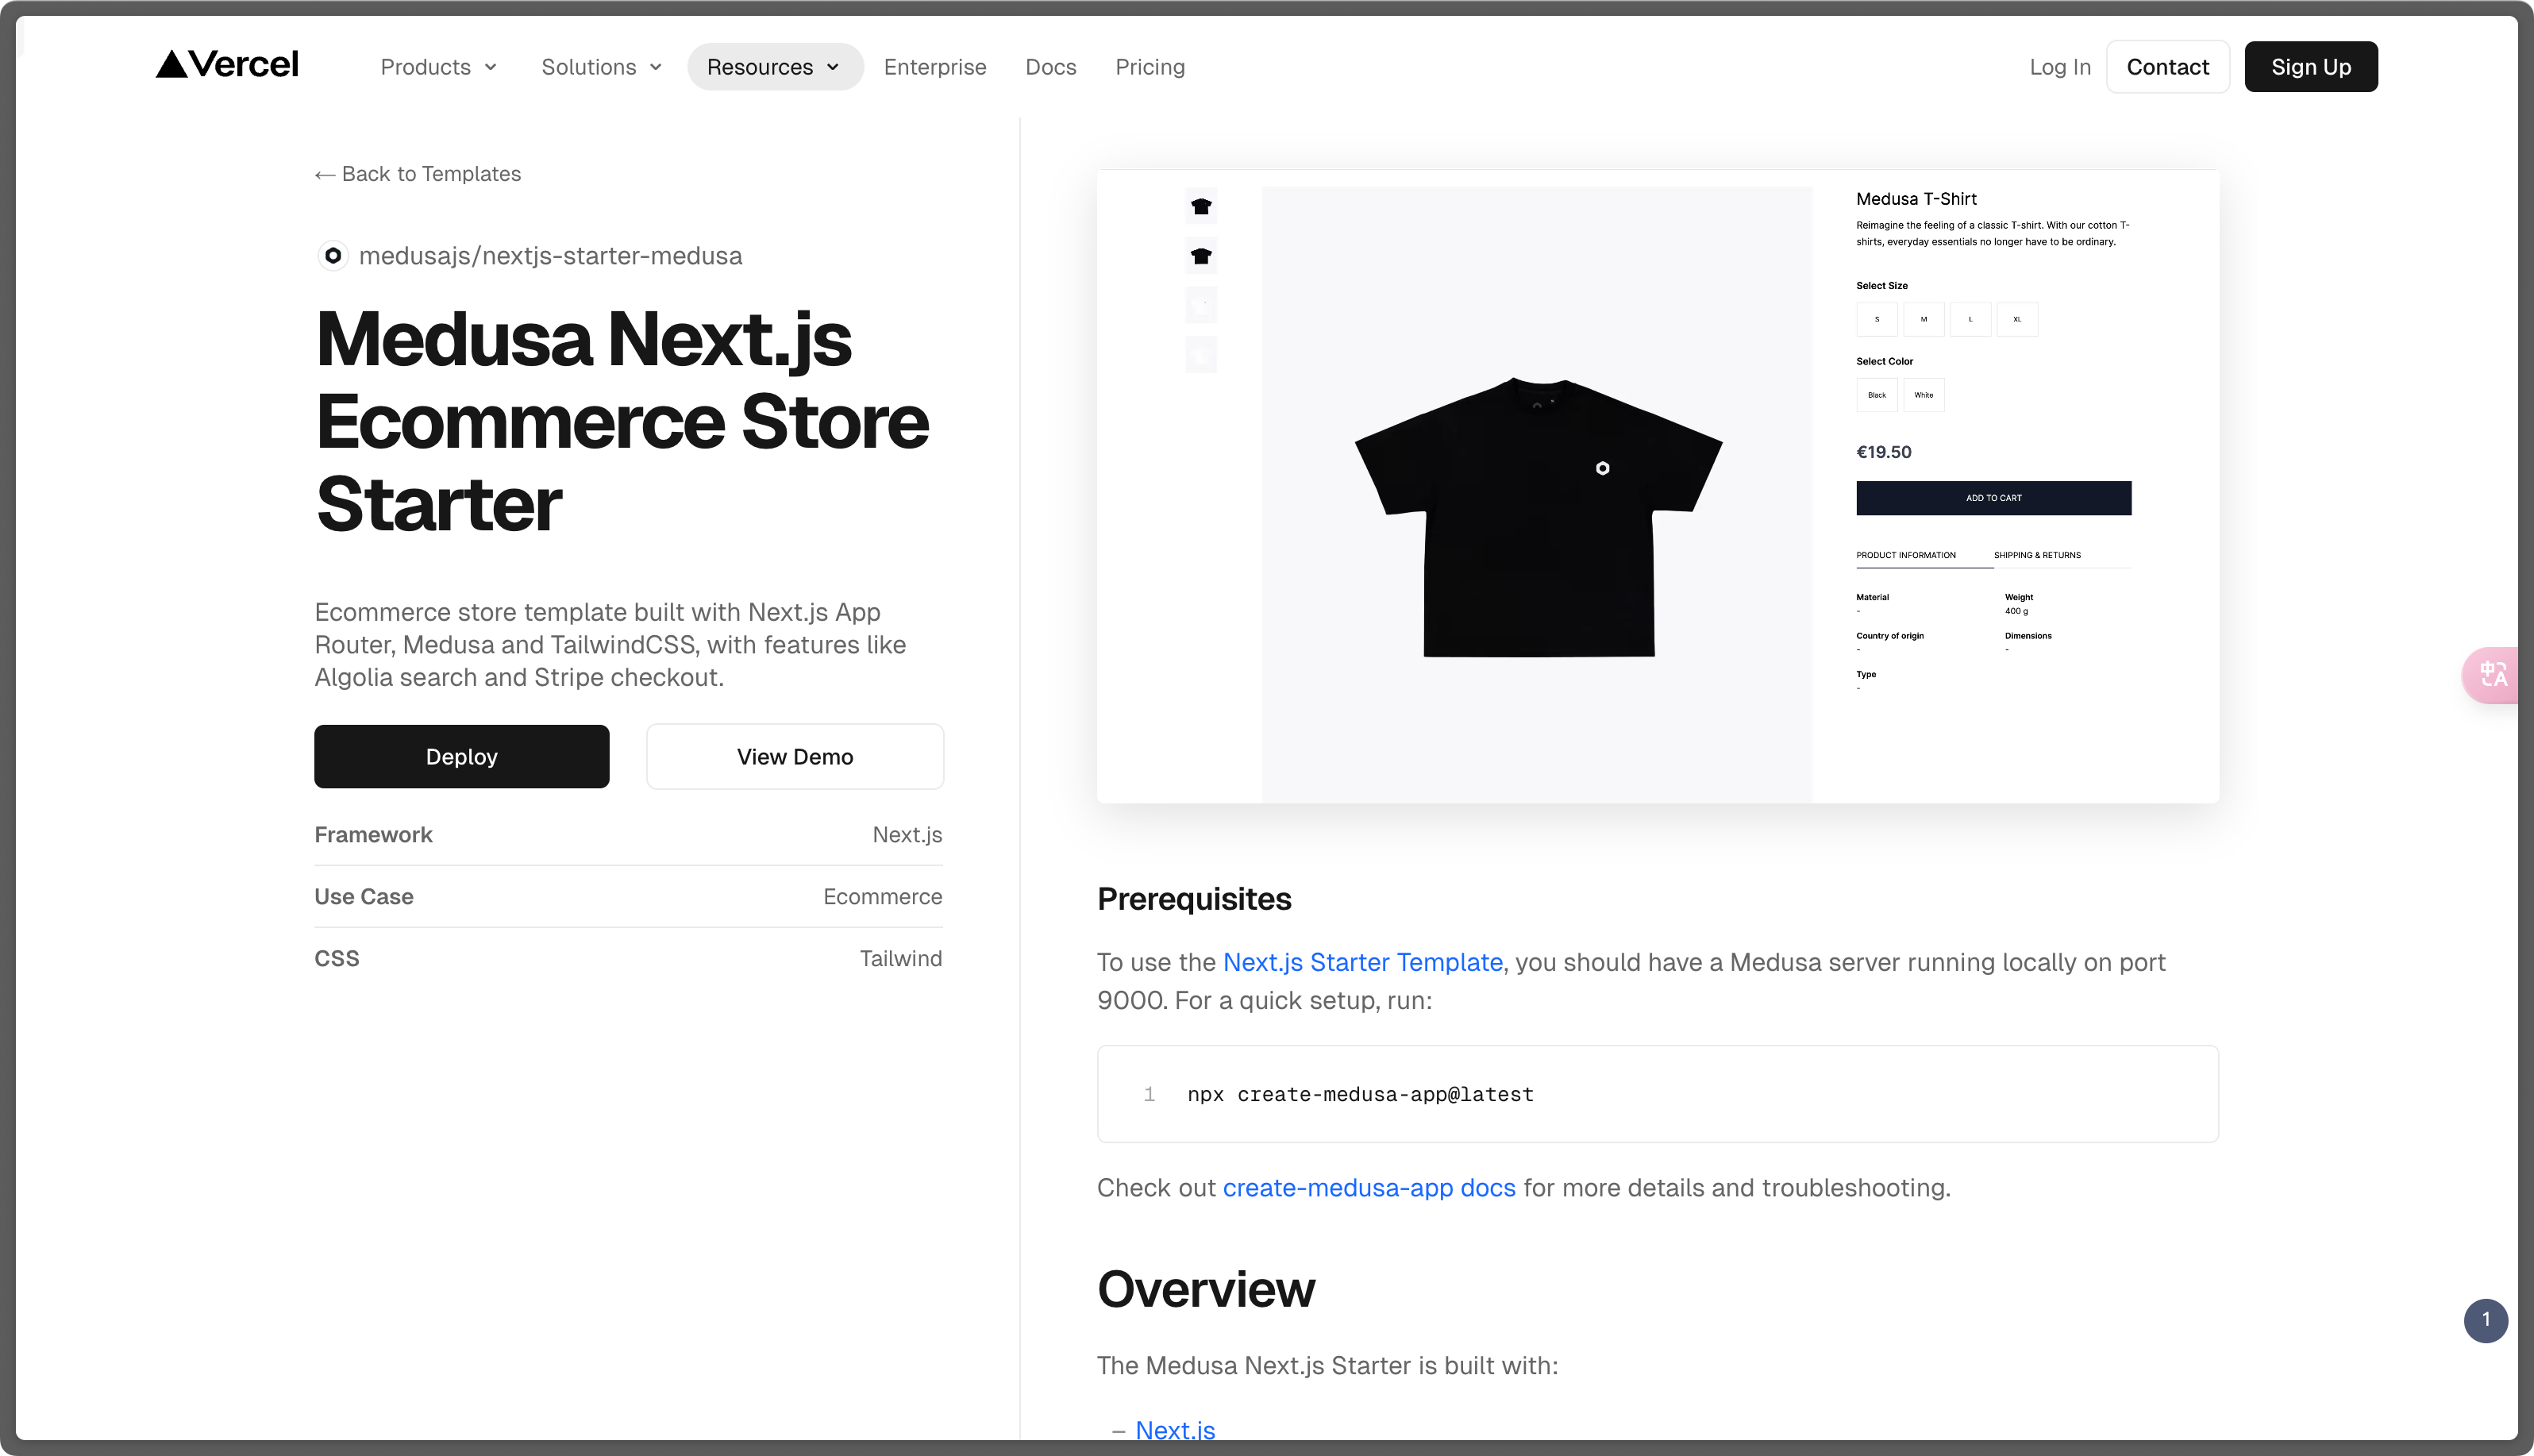 Vercel
Products
Solutions
Resources
Enterprise
Docs
Pricing
Log In
Contact
Sign Up
← Back to Templates
medusajs/nextjs-starter-medusa
Medusa Next.js
Ecommerce Store
Starter
Ecommerce store template built with Next.js App
Router, Medusa and TailwindCSS, with features like
Algolia search and Stripe checkout.
Deploy
View Demo
Framework Next.js
Use Case Ecommerce
CSS Tailwind
Medusa T-Shirt
Reimagine the feeling of a classic T-shirt. With our cotton T-
shirts, everyday essentials no longer have to be ordinary.
Select Size
S M L XL
Select Color
Black White
€19.50
ADD TO CART
PRODUCT INFORMATION SHIPPING & RETURNS
Material Weight
- 400 g
Country of origin Dimensions
- -
Type
-
Prerequisites
To use the Next.js Starter Template, you should have a Medusa server running locally on port
9000. For a quick setup, run:
1 npx create-medusa-app@latest
Check out create-medusa-app docs for more details and troubleshooting.
Overview
The Medusa Next.js Starter is built with:
– Next.js
中A
1